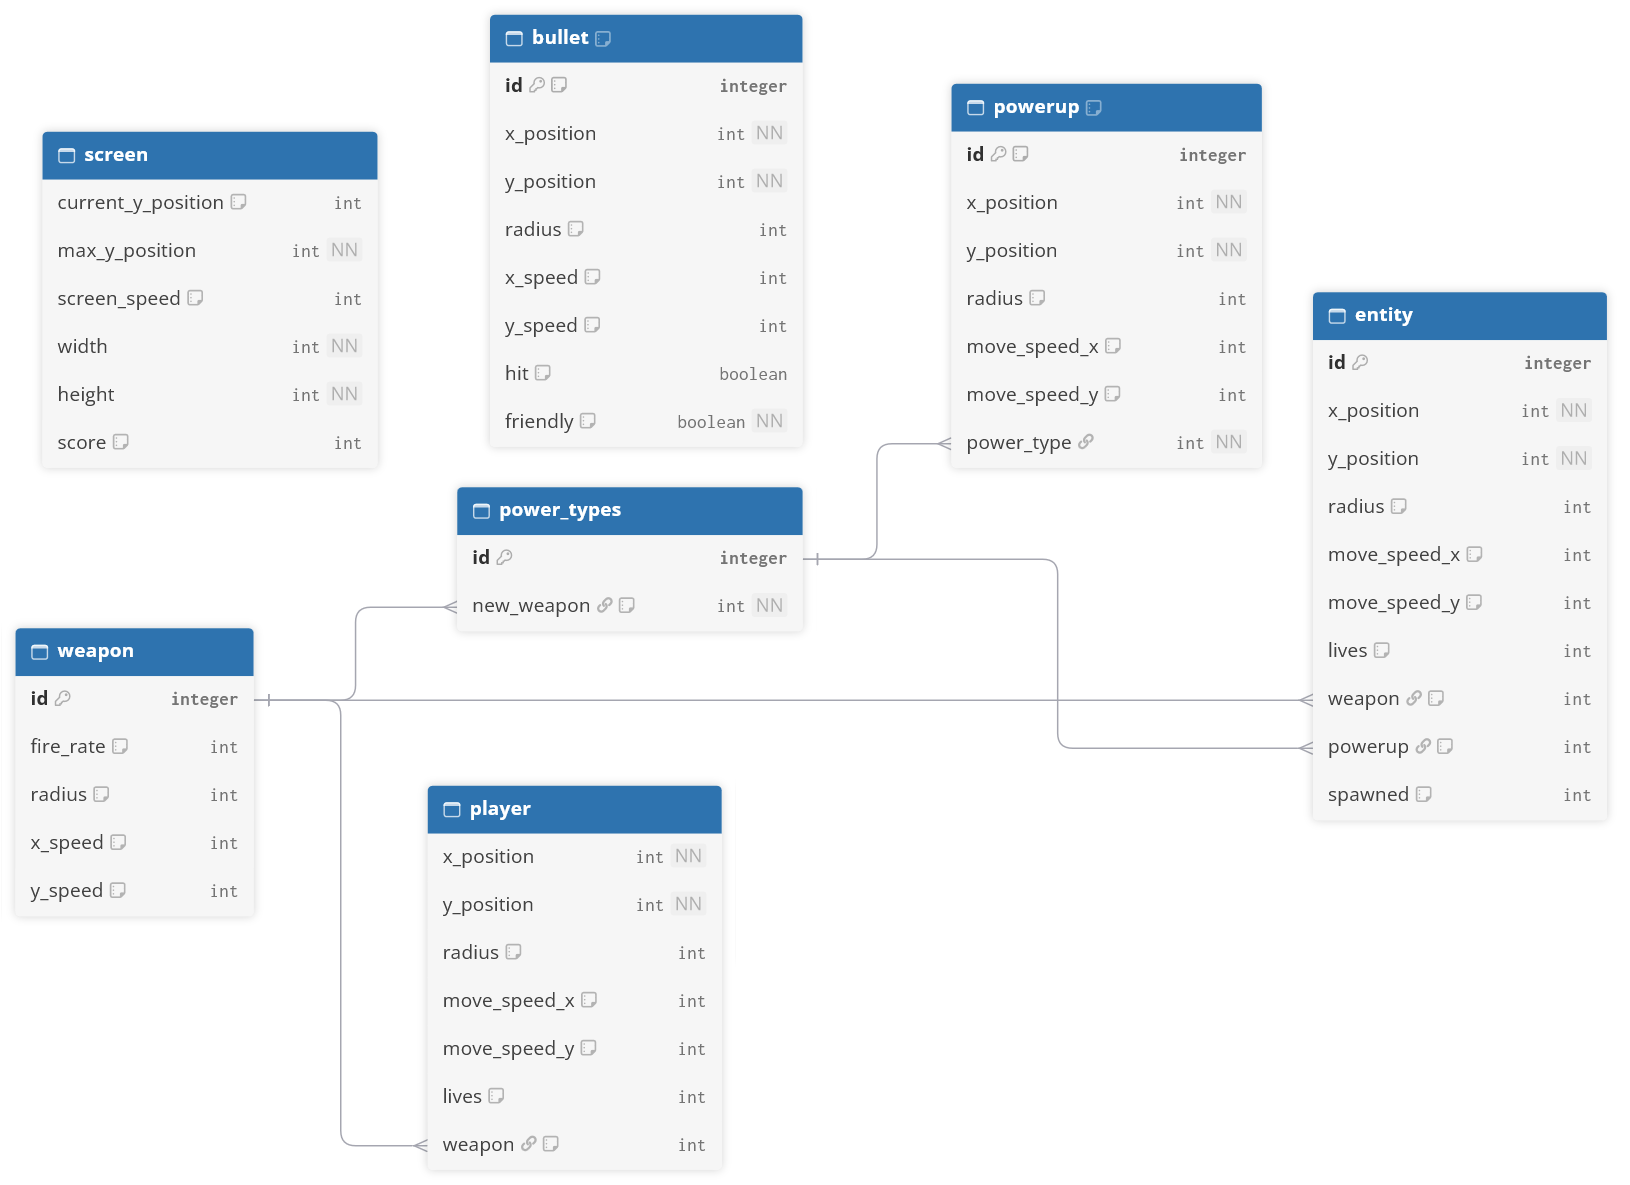 bullet
id integer
x_position int NN
y_position int NN
radius int
x_speed int
y_speed int
hit boolean
friendly boolean NN
powerup
id integer
x_position int NN
y_position int NN
radius int
move_speed_x int
move_speed_y int
power_type int NN
screen
current_y_position int
max_y_position int NN
screen_speed int
width int NN
height int NN
score int
entity
id integer
x_position int NN
y_position int NN
radius int
move_speed_x int
move_speed_y int
lives int
weapon int
powerup int
spawned int
power_types
id integer
new_weapon int NN
weapon
id integer
fire_rate int
radius int
x_speed int
y_speed int
player
x_position int NN
y_position int NN
radius int
move_speed_x int
move_speed_y int
lives int
weapon int